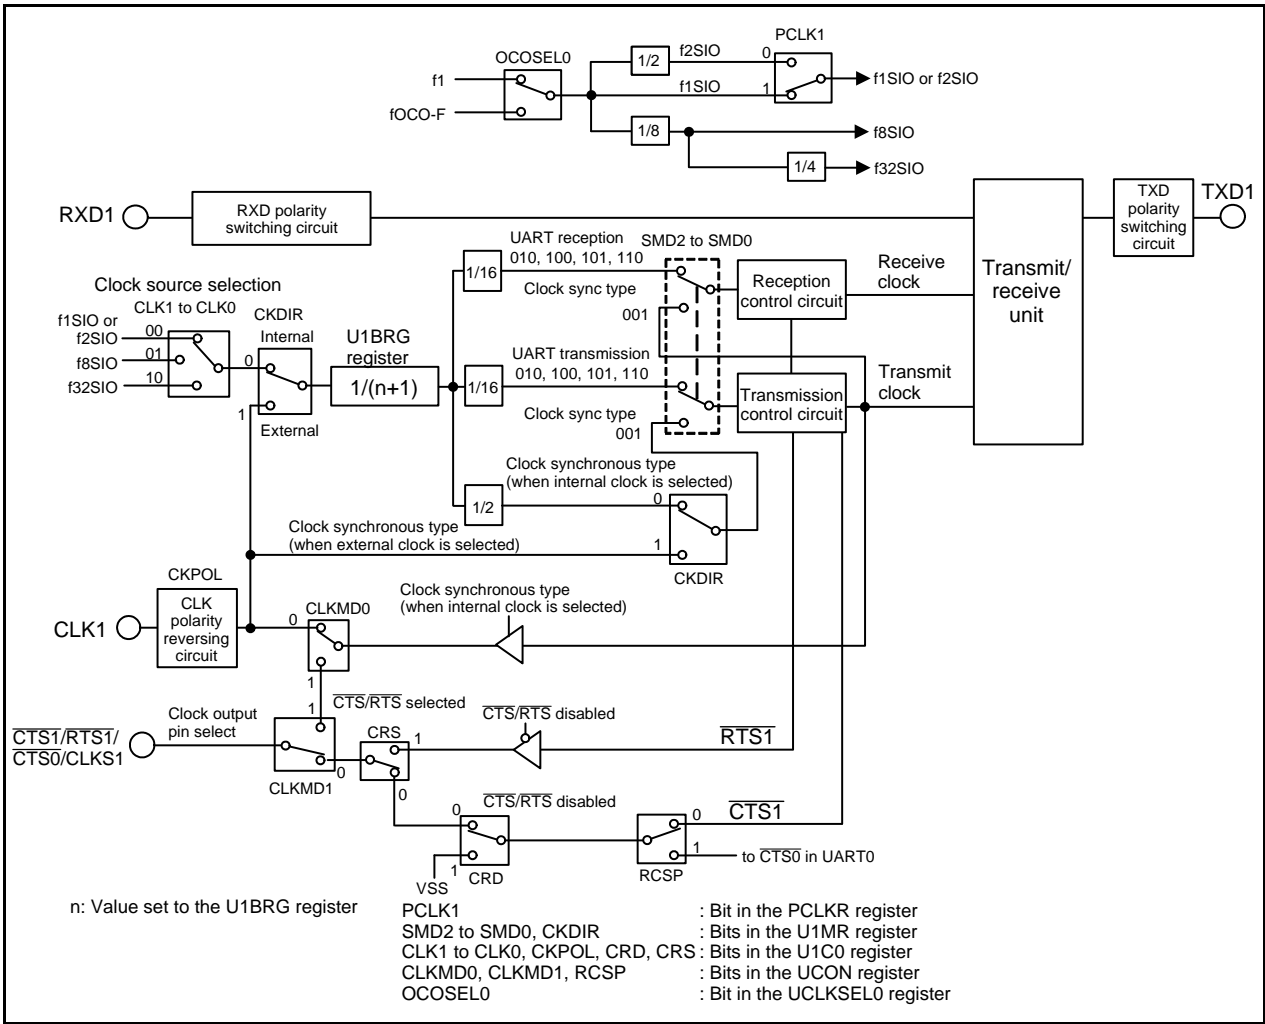 PCLK1
OCOSEL0
f1
fOCO-F
1/2
f2SIO
0
f1SIO
1
f1SIO or f2SIO
1/8
f8SIO
1/4
f32SIO
RXD1
RXD polarity
switching circuit
TXD
polarity
switching
circuit
TXD1
Transmit/
receive
unit
UART reception
010, 100, 101, 110
SMD2 to SMD0
1/16
Clock sync type
001
Reception
control circuit
Receive
clock
Clock source selection
CLK1 to CLK0
f1SIO or
f2SIO
00
f8SIO
01
f32SIO
10
CKDIR
Internal
0
1
External
U1BRG
register
1/(n+1)
UART transmission
010, 100, 101, 110
1/16
Clock sync type
001
Transmission
control circuit
Transmit
clock
Clock synchronous type
(when internal clock is selected)
1/2
0
Clock synchronous type
(when external clock is selected)
1
CKDIR
CKPOL
CLK
polarity
reversing
circuit
CLK1
0
CLKMD0
1
Clock synchronous type
(when internal clock is selected)
CTS/RTS selected
1
Clock output
pin select
CTS1/RTS1/
CTS0/CLKS1
CLKMD1
0
CRS
1
0
CTS/RTS disabled
RTS1
CTS/RTS disabled
0
1
VSS
CRD
CTS1
0
1
to CTS0 in UART0
RCSP
n: Value set to the U1BRG register
PCLK1 : Bit in the PCLKR register
SMD2 to SMD0, CKDIR : Bits in the U1MR register
CLK1 to CLK0, CKPOL, CRD, CRS : Bits in the U1C0 register
CLKMD0, CLKMD1, RCSP : Bits in the UCON register
OCOSEL0 : Bit in the UCLKSEL0 register